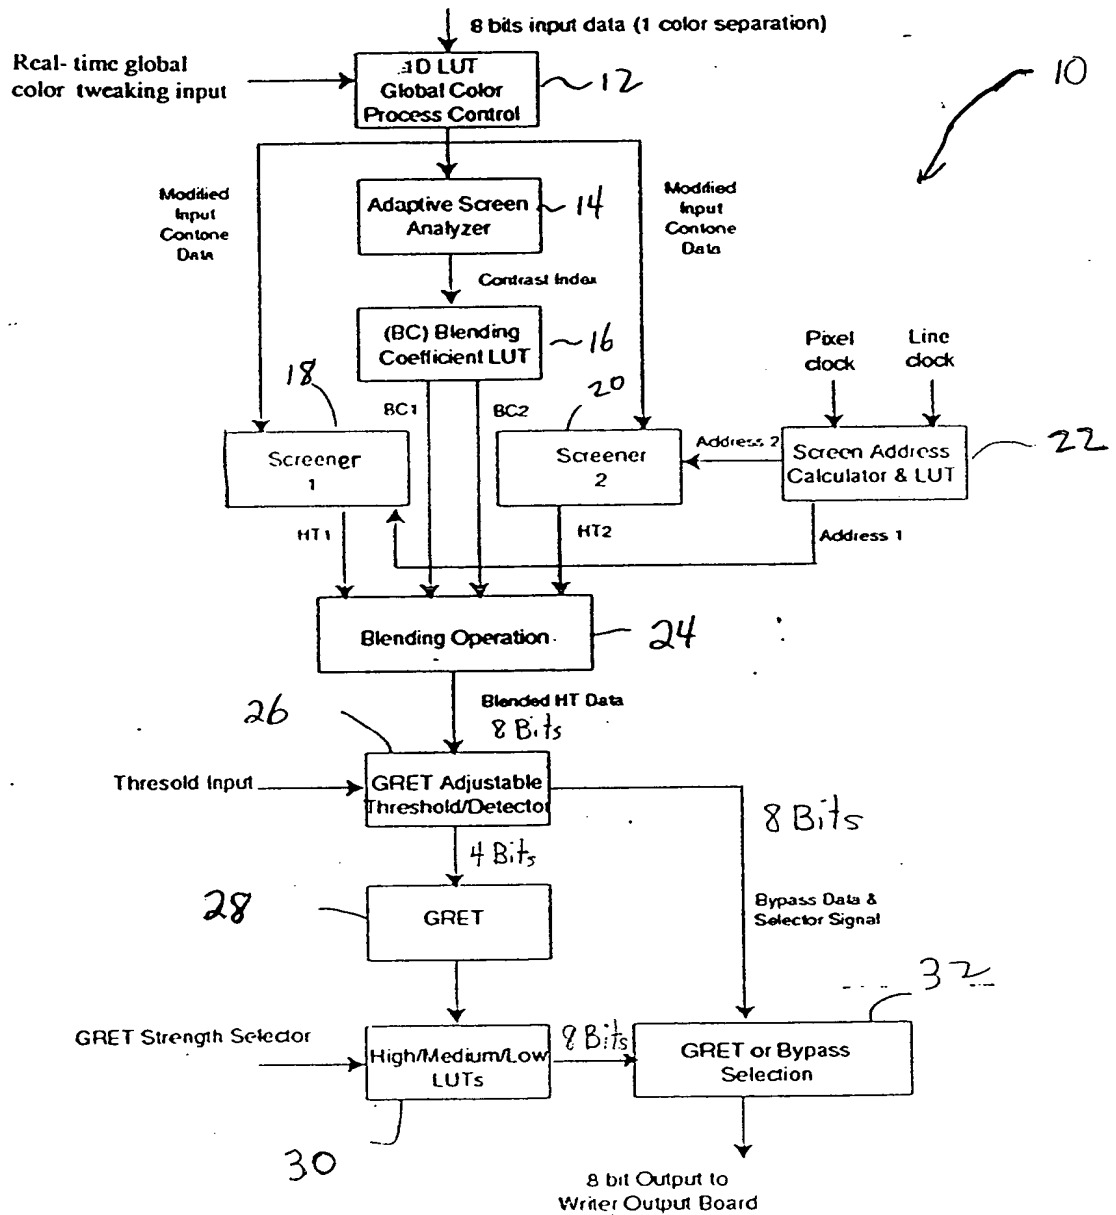 8 bits input data (1 color separation)
Real- time global
color tweaking input
1D LUT
Global Color
Process Control
12
10
Modified
Input
Contone
Data
Adaptive Screen
Analyzer
14
Modified
Input
Contone
Data
Contrast Index
(BC) Blending
Coefficient LUT
16
Pixel
clock
Line
clock
18
BC1
BC2
20
Screener
1
Screener
2
Address 2
Screen Address
Calculator & LUT
22
HT1
HT2
Address 1
Blending Operation
24
Blended HT Data
8 Bits
26
Thresold Input
GRET Adjustable
Threshold/Detector
8 Bits
4 Bits
28
GRET
Bypass Data &
Selector Signal
32
GRET Strength Selector
High/Medium/Low
LUTs
8 Bits
GRET or Bypass
Selection
30
8 bit Output to
Writer Output Board